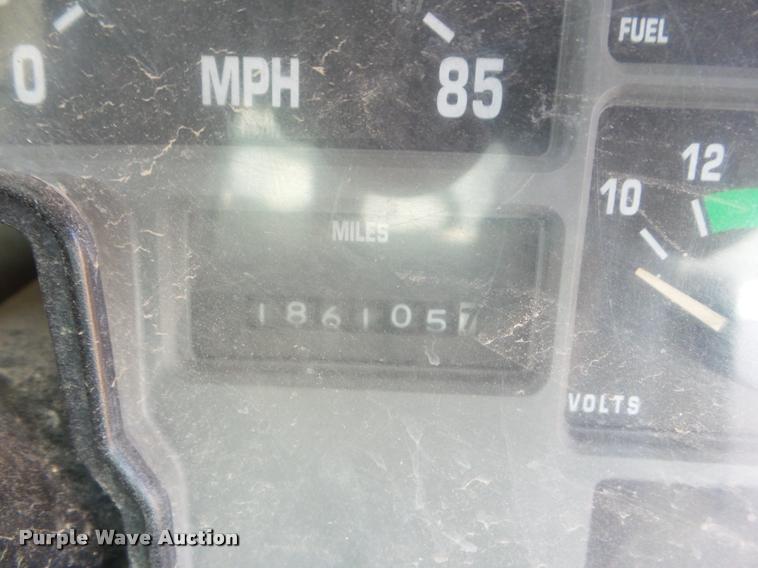 0 MPH 85
FUEL
10 12
MILES
1861057
VOLTS
Purple Wave Auction